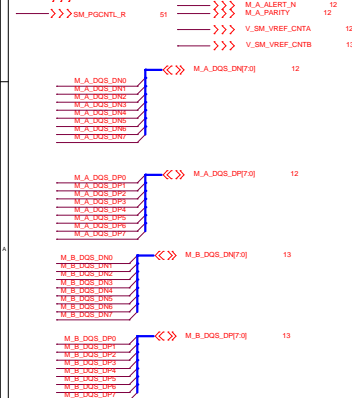 M_A_ALERT_N 12
SM_PGCNTL_R 51
M_A_PARITY 12
V_SM_VREF_CNTA 12
V_SM_VREF_CNTB 13
M_A_DQS_DN[7:0] 12
M_A_DQS_DN0
M_A_DQS_DN1
M_A_DQS_DN2
M_A_DQS_DN3
M_A_DQS_DN4
M_A_DQS_DN5
M_A_DQS_DN6
M_A_DQS_DN7
M_A_DQS_DP[7:0] 12
M_A_DQS_DP0
M_A_DQS_DP1
M_A_DQS_DP2
M_A_DQS_DP3
M_A_DQS_DP4
M_A_DQS_DP5
M_A_DQS_DP6
M_A_DQS_DP7
A
M_B_DQS_DN[7:0] 13
M_B_DQS_DN0
M_B_DQS_DN1
M_B_DQS_DN2
M_B_DQS_DN3
M_B_DQS_DN4
M_B_DQS_DN5
M_B_DQS_DN6
M_B_DQS_DN7
M_B_DQS_DP[7:0] 13
M_B_DQS_DP0
M_B_DQS_DP1
M_B_DQS_DP2
M_B_DQS_DP3
M_B_DQS_DP4
M_B_DQS_DP5
M_B_DQS_DP6
M_B_DQS_DP7